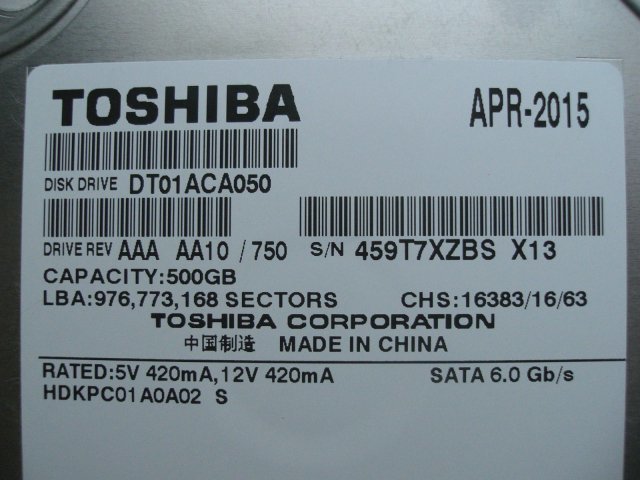 TOSHIBA
APR-2015
DISK DRIVE DT01ACA050
DRIVE REV AAA AA10 / 750 S/N 459T7XZBS X13
CAPACITY:500GB
LBA:976,773,168 SECTORS CHS:16383/16/63
TOSHIBA CORPORATION
中国制造 MADE IN CHINA
RATED:5V 420mA,12V 420mA SATA 6.0 Gb/s
HDKPC01A0A02 S